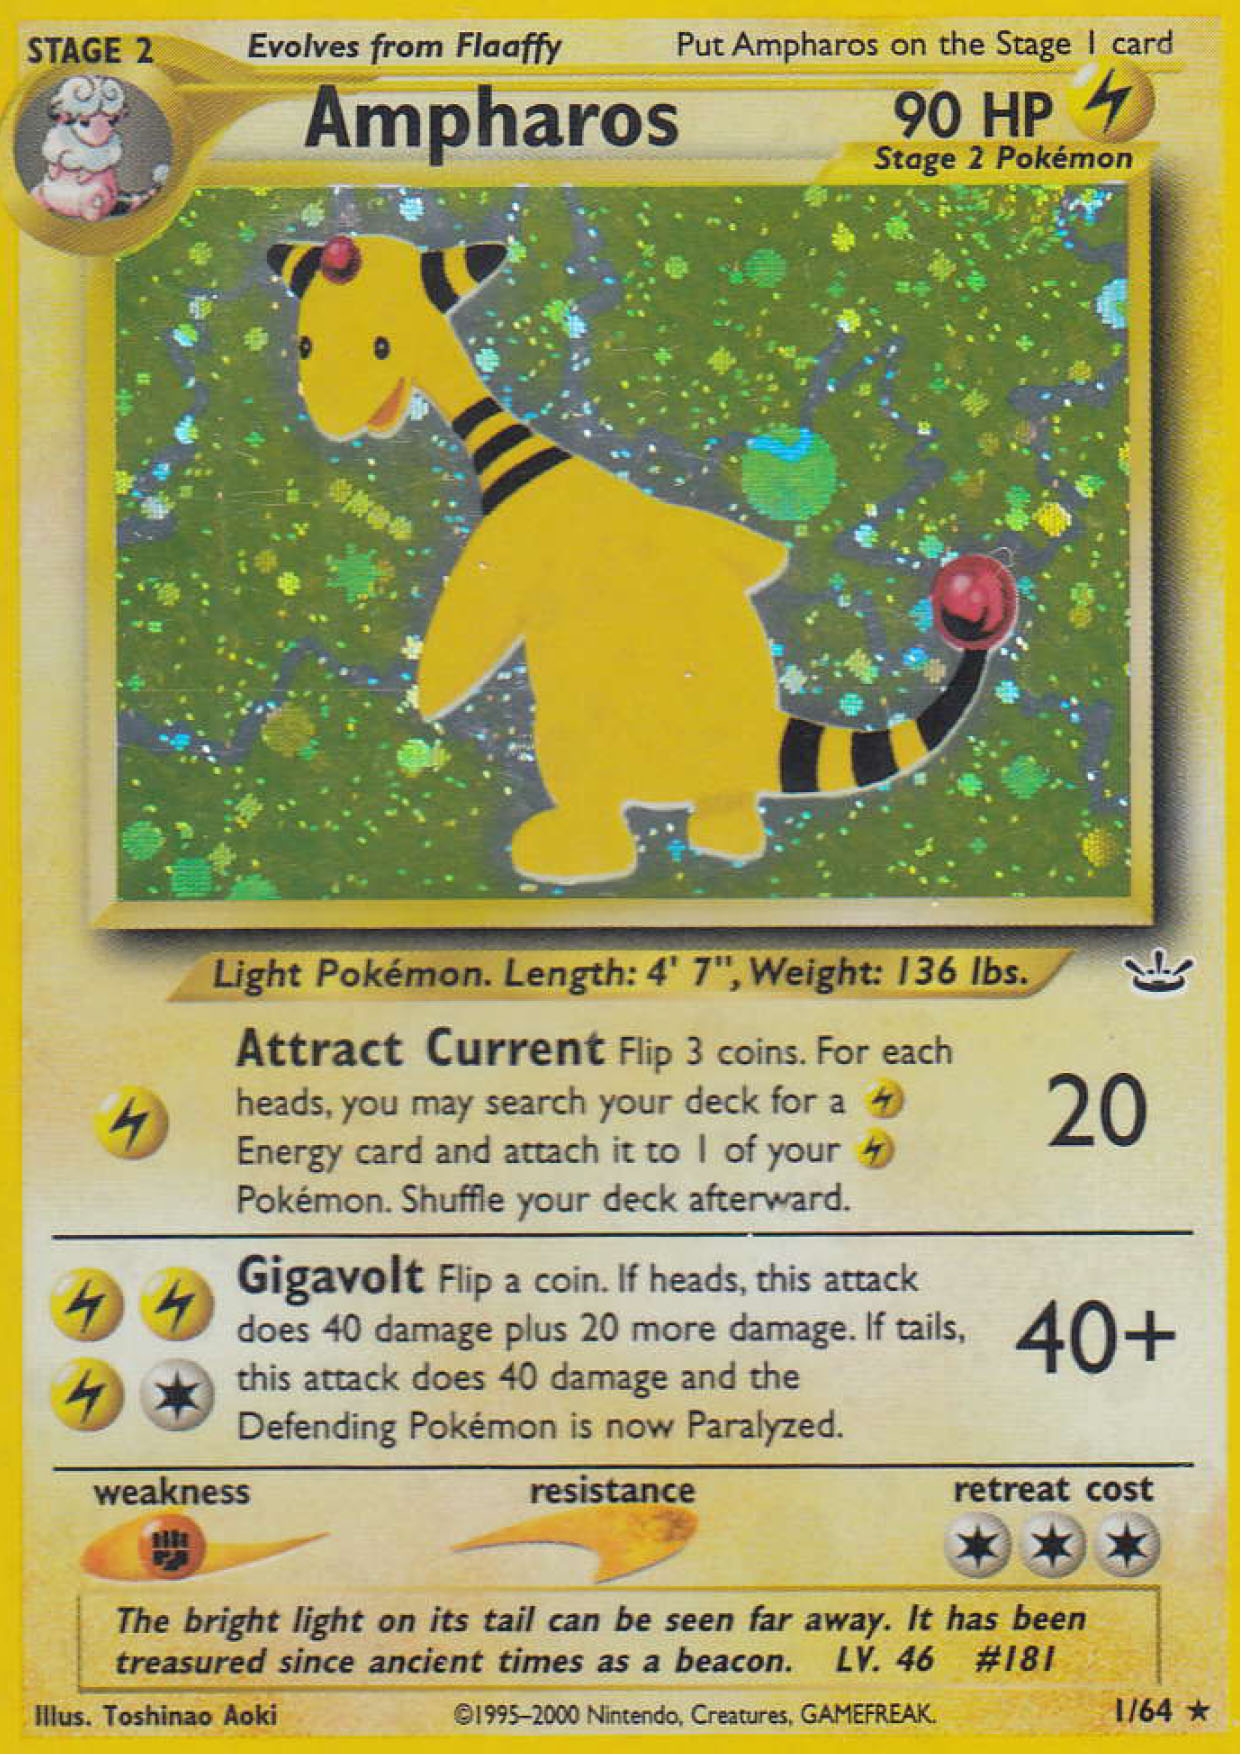 STAGE 2
Evolves from Flaaffy
Put Ampharos on the Stage 1 card
Ampharos
90 HP
Stage 2 Pokémon
Light Pokémon. Length: 4' 7", Weight: 136 lbs.
Attract Current Flip 3 coins. For each
heads, you may search your deck for a
Energy card and attach it to 1 of your
Pokémon. Shuffle your deck afterward.
20
Gigavolt Flip a coin. If heads, this attack
does 40 damage plus 20 more damage. If tails,
this attack does 40 damage and the
Defending Pokémon is now Paralyzed.
40+
weakness
resistance
retreat cost
The bright light on its tail can be seen far away. It has been
treasured since ancient times as a beacon. LV. 46 #181
Illus. Toshinao Aoki
©1995–2000 Nintendo, Creatures, GAMEFREAK.
1/64 ★